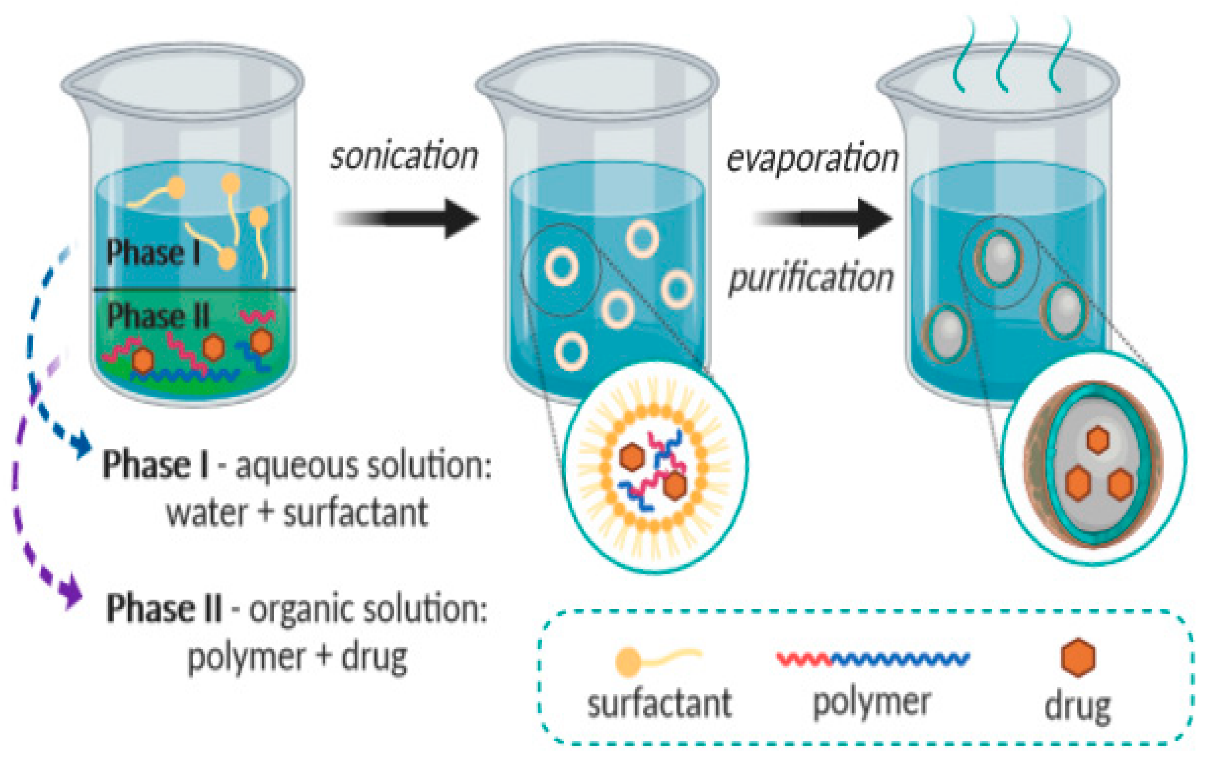 sonication
evaporation
purification
Phase I
Phase II
Phase I - aqueous solution:
water + surfactant
Phase II - organic solution:
polymer + drug
surfactant
polymer
drug